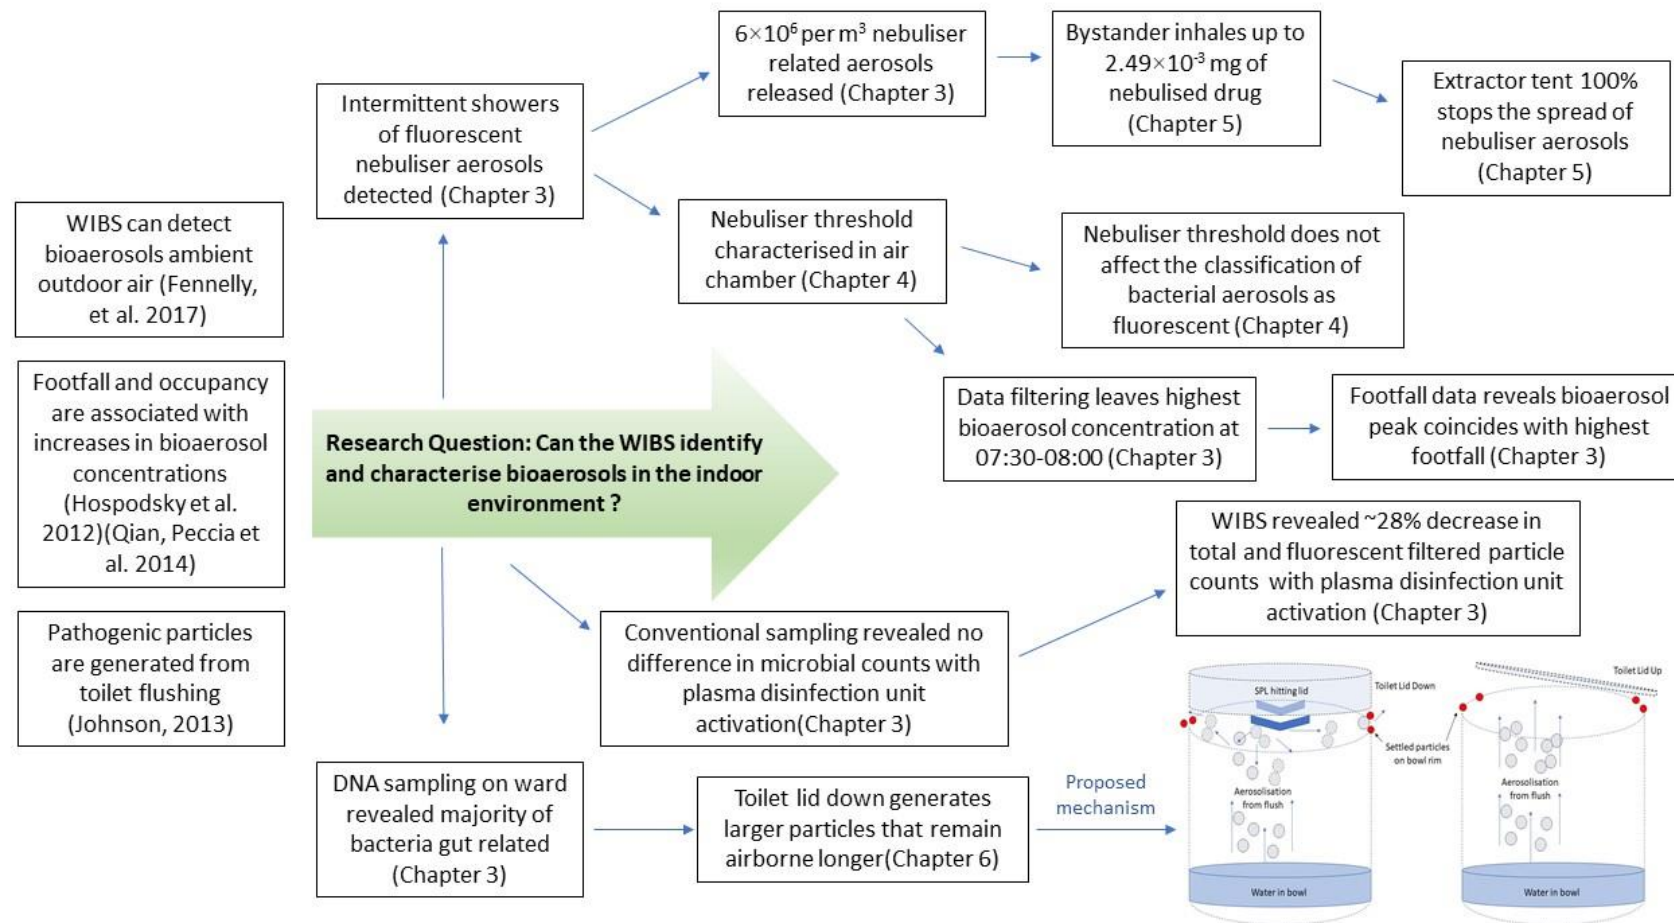 WIBS can detect
bioaerosols ambient
outdoor air (Fennelly,
et al. 2017)
Footfall and occupancy
are associated with
increases in bioaerosol
concentrations
(Hospodsky et al.
2012)(Qian, Peccia et
al. 2014)
Pathogenic particles
are generated from
toilet flushing
(Johnson, 2013)
Research Question: Can the WIBS identify
and characterise bioaerosols in the indoor
environment ?
Intermittent showers
of fluorescent
nebuliser aerosols
detected (Chapter 3)
6×10⁶ per m³ nebuliser
related aerosols
released (Chapter 3)
Bystander inhales up to
2.49×10⁻³ mg of
nebulised drug
(Chapter 5)
Extractor tent 100%
stops the spread of
nebuliser aerosols
(Chapter 5)
Nebuliser threshold
characterised in air
chamber (Chapter 4)
Nebuliser threshold does not
affect the classification of
bacterial aerosols as
fluorescent (Chapter 4)
Data filtering leaves highest
bioaerosol concentration at
07:30-08:00 (Chapter 3)
Footfall data reveals bioaerosol
peak coincides with highest
footfall (Chapter 3)
Conventional sampling revealed no
difference in microbial counts with
plasma disinfection unit
activation(Chapter 3)
WIBS revealed ~28% decrease in
total and fluorescent filtered particle
counts with plasma disinfection unit
activation (Chapter 3)
DNA sampling on ward
revealed majority of
bacteria gut related
(Chapter 3)
Toilet lid down generates
larger particles that remain
airborne longer(Chapter 6)
Proposed
mechanism
SPL hitting lid
Toilet Lid Down
Aerosolisation
from flush
Water in bowl
Settled particles
on bowl rim
Toilet Lid Up
Aerosolisation
from flush
Water in bowl